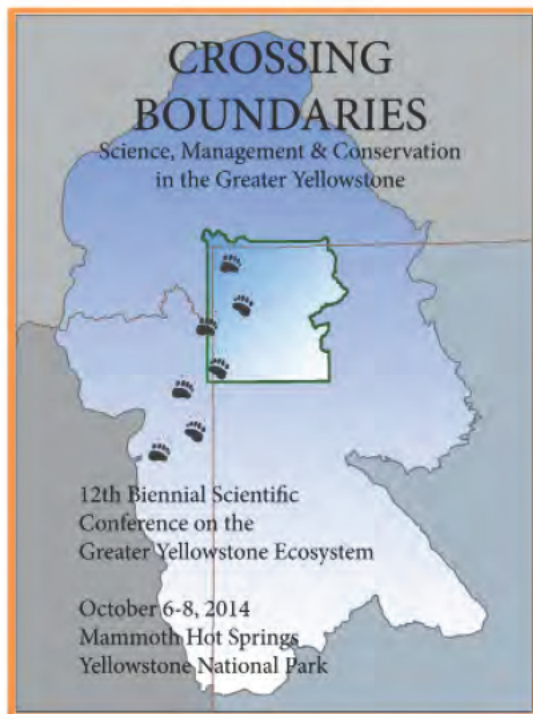 CROSSING
BOUNDARIES
Science, Management & Conservation
in the Greater Yellowstone
12th Biennial Scientific
Conference on the
Greater Yellowstone Ecosystem
October 6-8, 2014
Mammoth Hot Springs
Yellowstone National Park